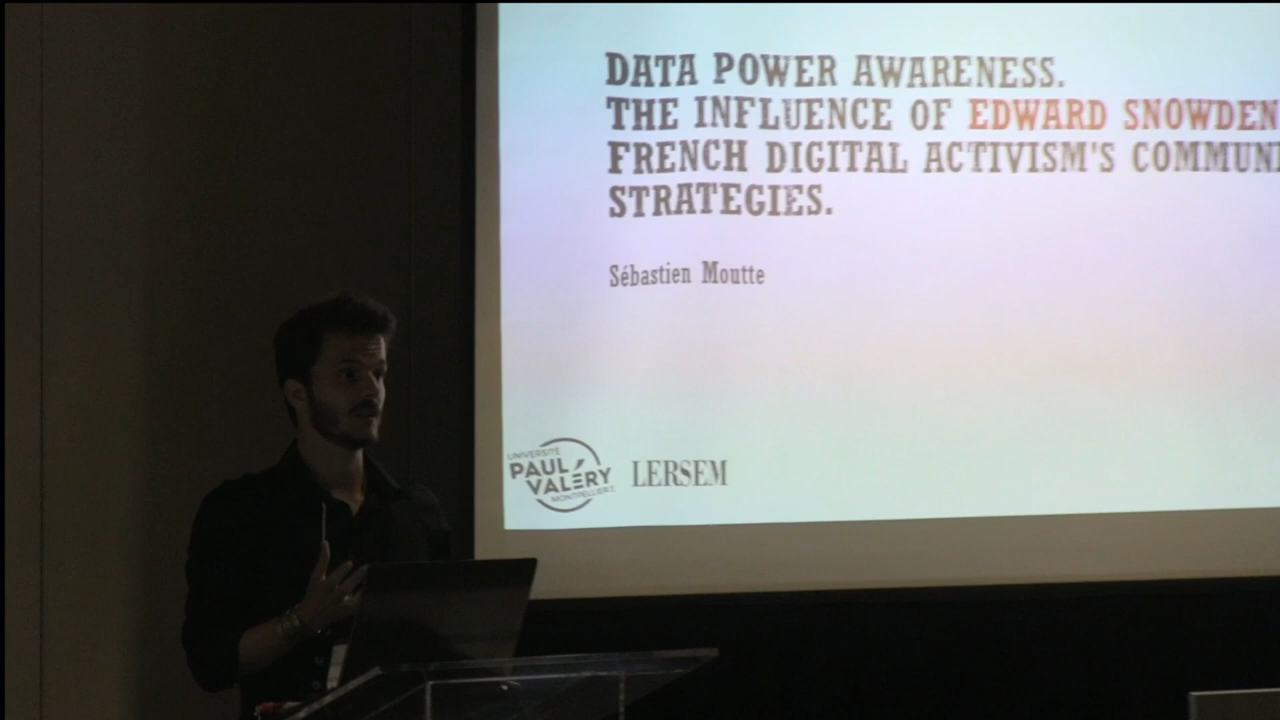 DATA POWER AWARENESS.
THE INFLUENCE OF EDWARD SNOWDEN
FRENCH DIGITAL ACTIVISM'S COMMUNI
STRATEGIES.
Sébastien Moutte
UNIVERSITÉ
PAUL
VALÉRY
MONTPELLIER 3
LERSEM